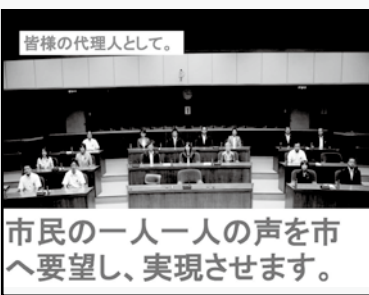 皆様の代理人として。
市民の一人一人の声を市
へ要望し、実現させます。